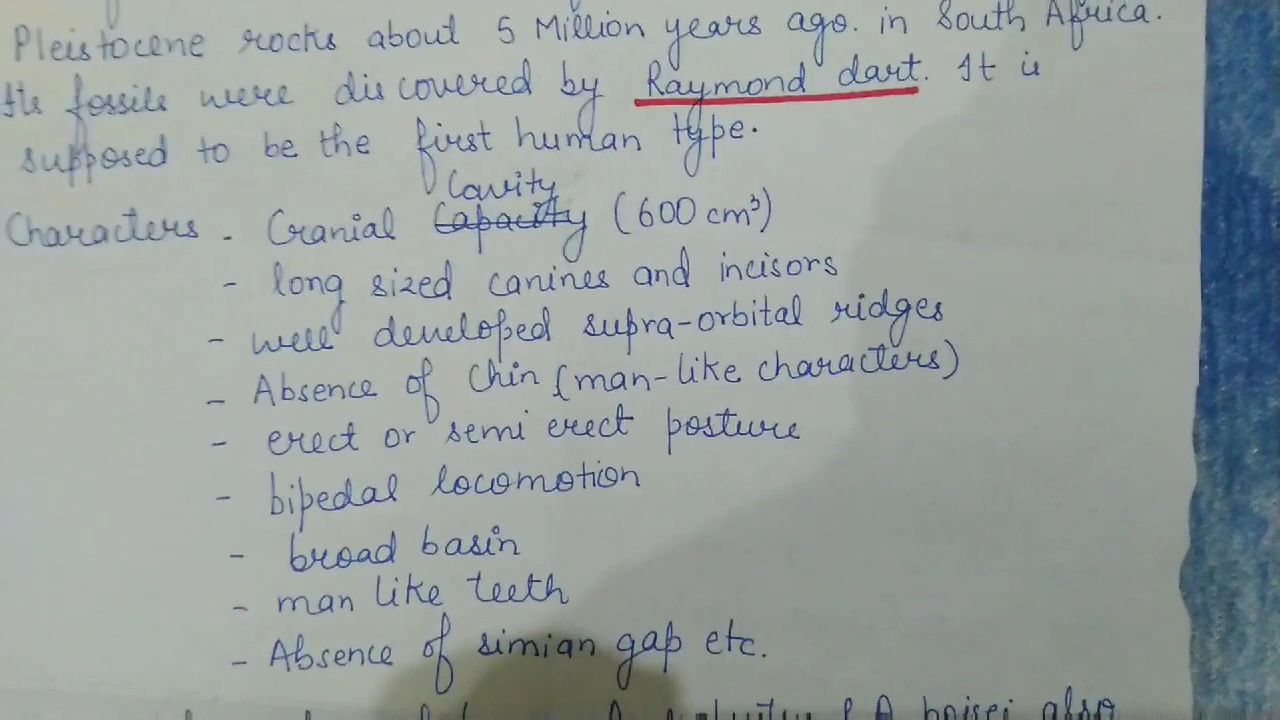 Pleistocene rocks about 5 Million years ago. in South Africa.
Its fossils were discovered by Raymond dart. It is
supposed to be the first human type.
Cavity
Characters - Cranial Capacity (600 cm³)
- long sized canines and incisors
- well developed supra-orbital ridges
- Absence of Chin (man-like characters)
- erect or semi erect posture
- bipedal locomotion
- broad basin
- man like teeth
- Absence of simian gap etc.
& A boisei also